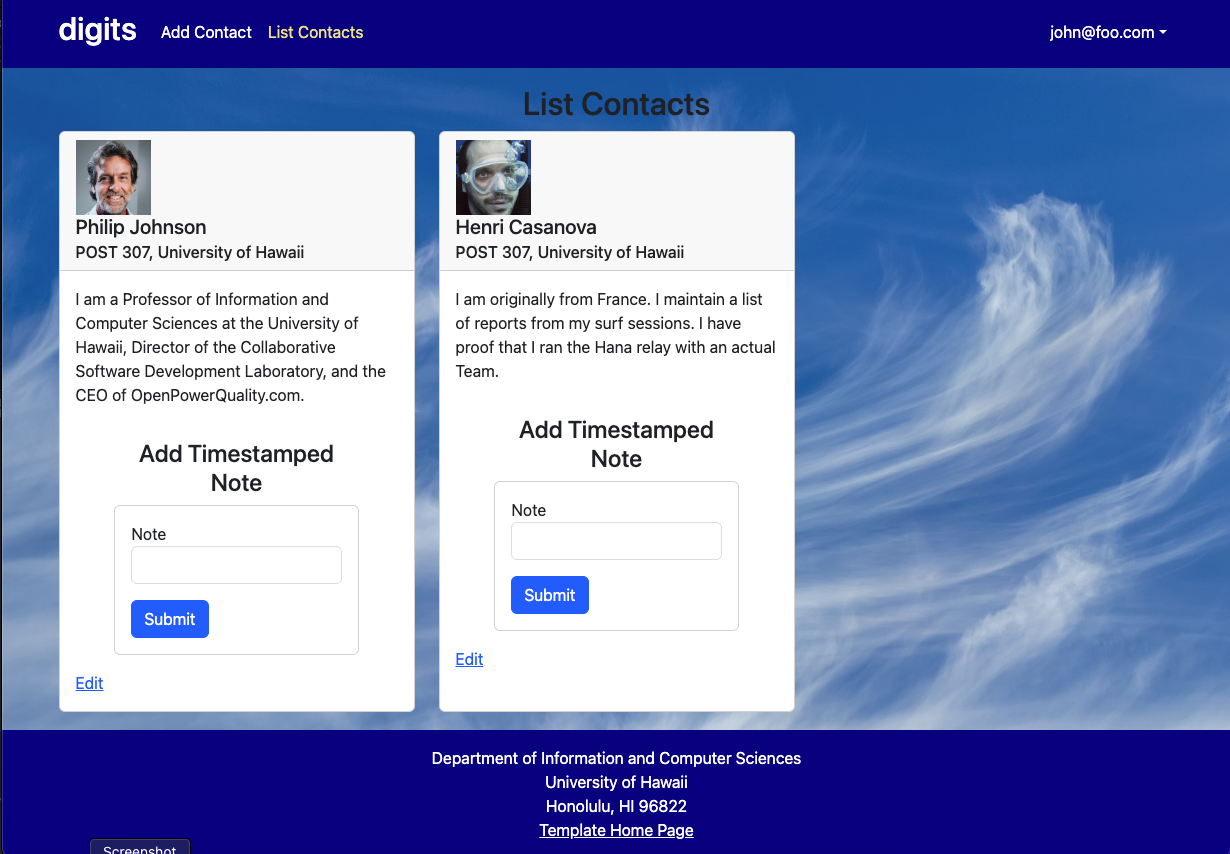 digits
Add Contact
List Contacts
john@foo.com
List Contacts
Philip Johnson
POST 307, University of Hawaii
I am a Professor of Information and
Computer Sciences at the University of
Hawaii, Director of the Collaborative
Software Development Laboratory, and the
CEO of OpenPowerQuality.com.
Add Timestamped
Note
Note
Submit
Edit
Henri Casanova
POST 307, University of Hawaii
I am originally from France. I maintain a list
of reports from my surf sessions. I have
proof that I ran the Hana relay with an actual
Team.
Add Timestamped
Note
Note
Submit
Edit
Department of Information and Computer Sciences
University of Hawaii
Honolulu, HI 96822
Template Home Page
Screenshot